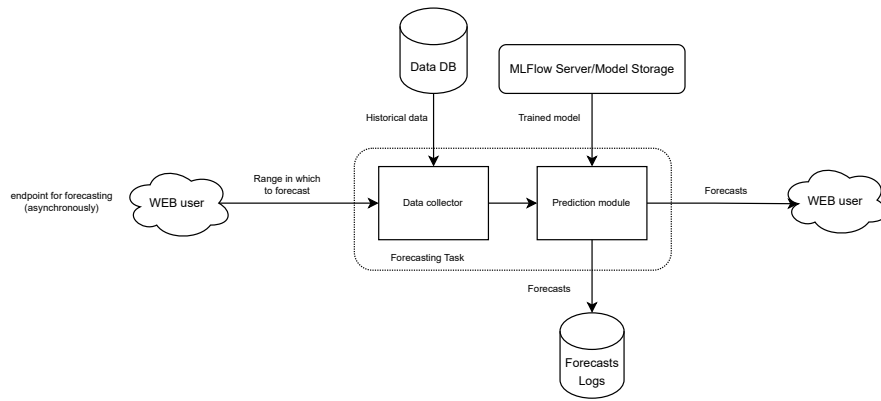 Data DB
MLFlow Server/Model Storage
Historical data
Trained model
endpoint for forecasting
(asynchronously)
WEB user
Range in which
to forecast
Data collector
Prediction module
Forecasts
WEB user
Forecasting Task
Forecasts
Forecasts
Logs